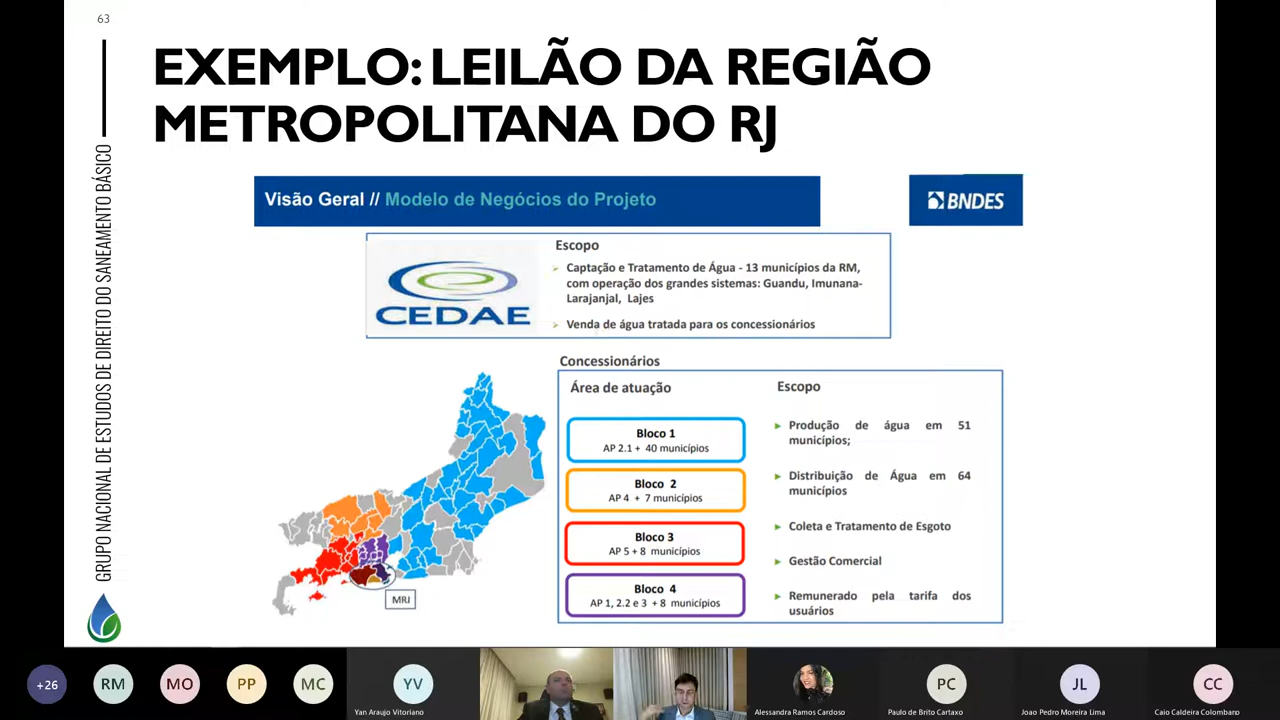 63
EXEMPLO: LEILÃO DA REGIÃO
METROPOLITANA DO RJ
GRUPO NACIONAL DE ESTUDOS DE DIREITO DO SANEAMENTO BÁSICO
Visão Geral // Modelo de Negócios do Projeto
BNDES
CEDAE
Escopo
Captação e Tratamento de Água - 13 municípios da RM,
com operação dos grandes sistemas: Guandu, Imunana-
Larajanjal, Lajes
Venda de água tratada para os concessionários
MRJ
Concessionários
Área de atuação
Bloco 1
AP 2.1 + 40 municípios
Bloco 2
AP 4 + 7 municípios
Bloco 3
AP 5 + 8 municípios
Bloco 4
AP 1, 2.2 e 3 + 8 municípios
Escopo
Produção de água em 51
municípios;
Distribuição de Água em 64
municípios
Coleta e Tratamento de Esgoto
Gestão Comercial
Remunerado pela tarifa dos
usuários
+26
RM
MO
PP
MC
YV
Yan Araujo Vitoriano
Alessandra Ramos Cardoso
PC
Paulo de Brito Cartaxo
JL
Joao Pedro Moreira Lima
CC
Caio Caldeira Colombano